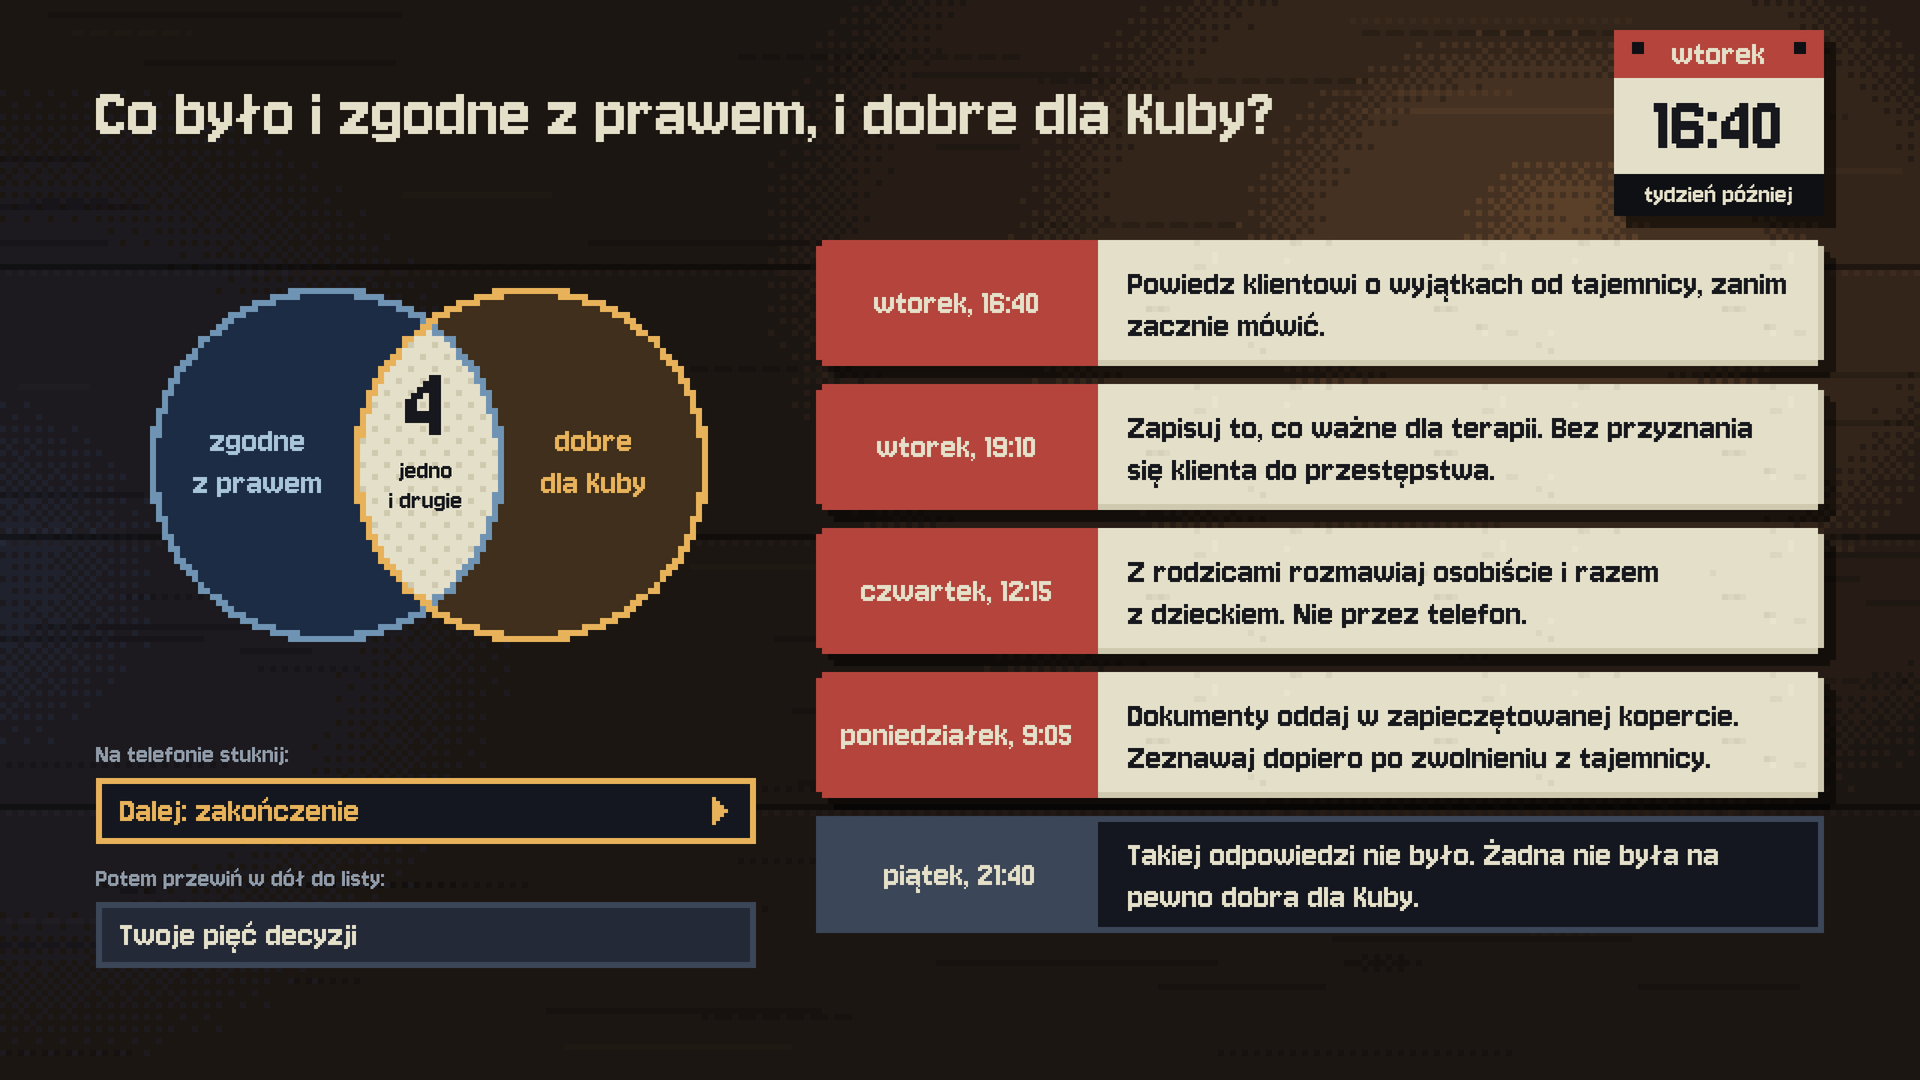 Co było i zgodne z prawem, i dobre dla Kuby?
wtorek
16:40
tydzień później
zgodne
z prawem
4
jedno
i drugie
dobre
dla Kuby
wtorek, 16:40
Powiedz klientowi o wyjątkach od tajemnicy, zanim
zacznie mówić.
wtorek, 19:10
Zapisuj to, co ważne dla terapii. Bez przyznania
się klienta do przestępstwa.
czwartek, 12:15
Z rodzicami rozmawiaj osobiście i razem
z dzieckiem. Nie przez telefon.
poniedziałek, 9:05
Dokumenty oddaj w zapieczętowanej kopercie.
Zeznawaj dopiero po zwolnieniu z tajemnicy.
piątek, 21:40
Takiej odpowiedzi nie było. Żadna nie była na
pewno dobra dla Kuby.
Na telefonie stuknij:
Dalej: zakończenie
Potem przewiń w dół do listy:
Twoje pięć decyzji